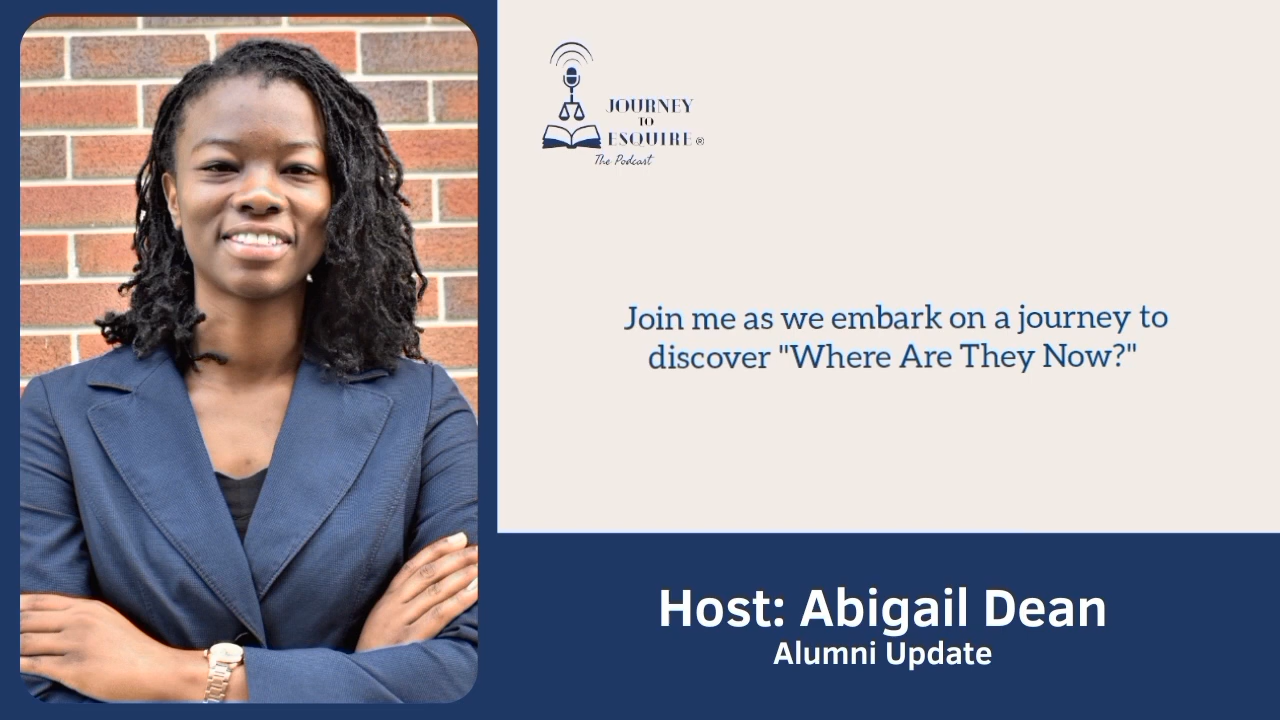 JOURNEY
TO
ESQUIRE®
The Podcast
Join me as we embark on a journey to
discover "Where Are They Now?"
Host: Abigail Dean
Alumni Update